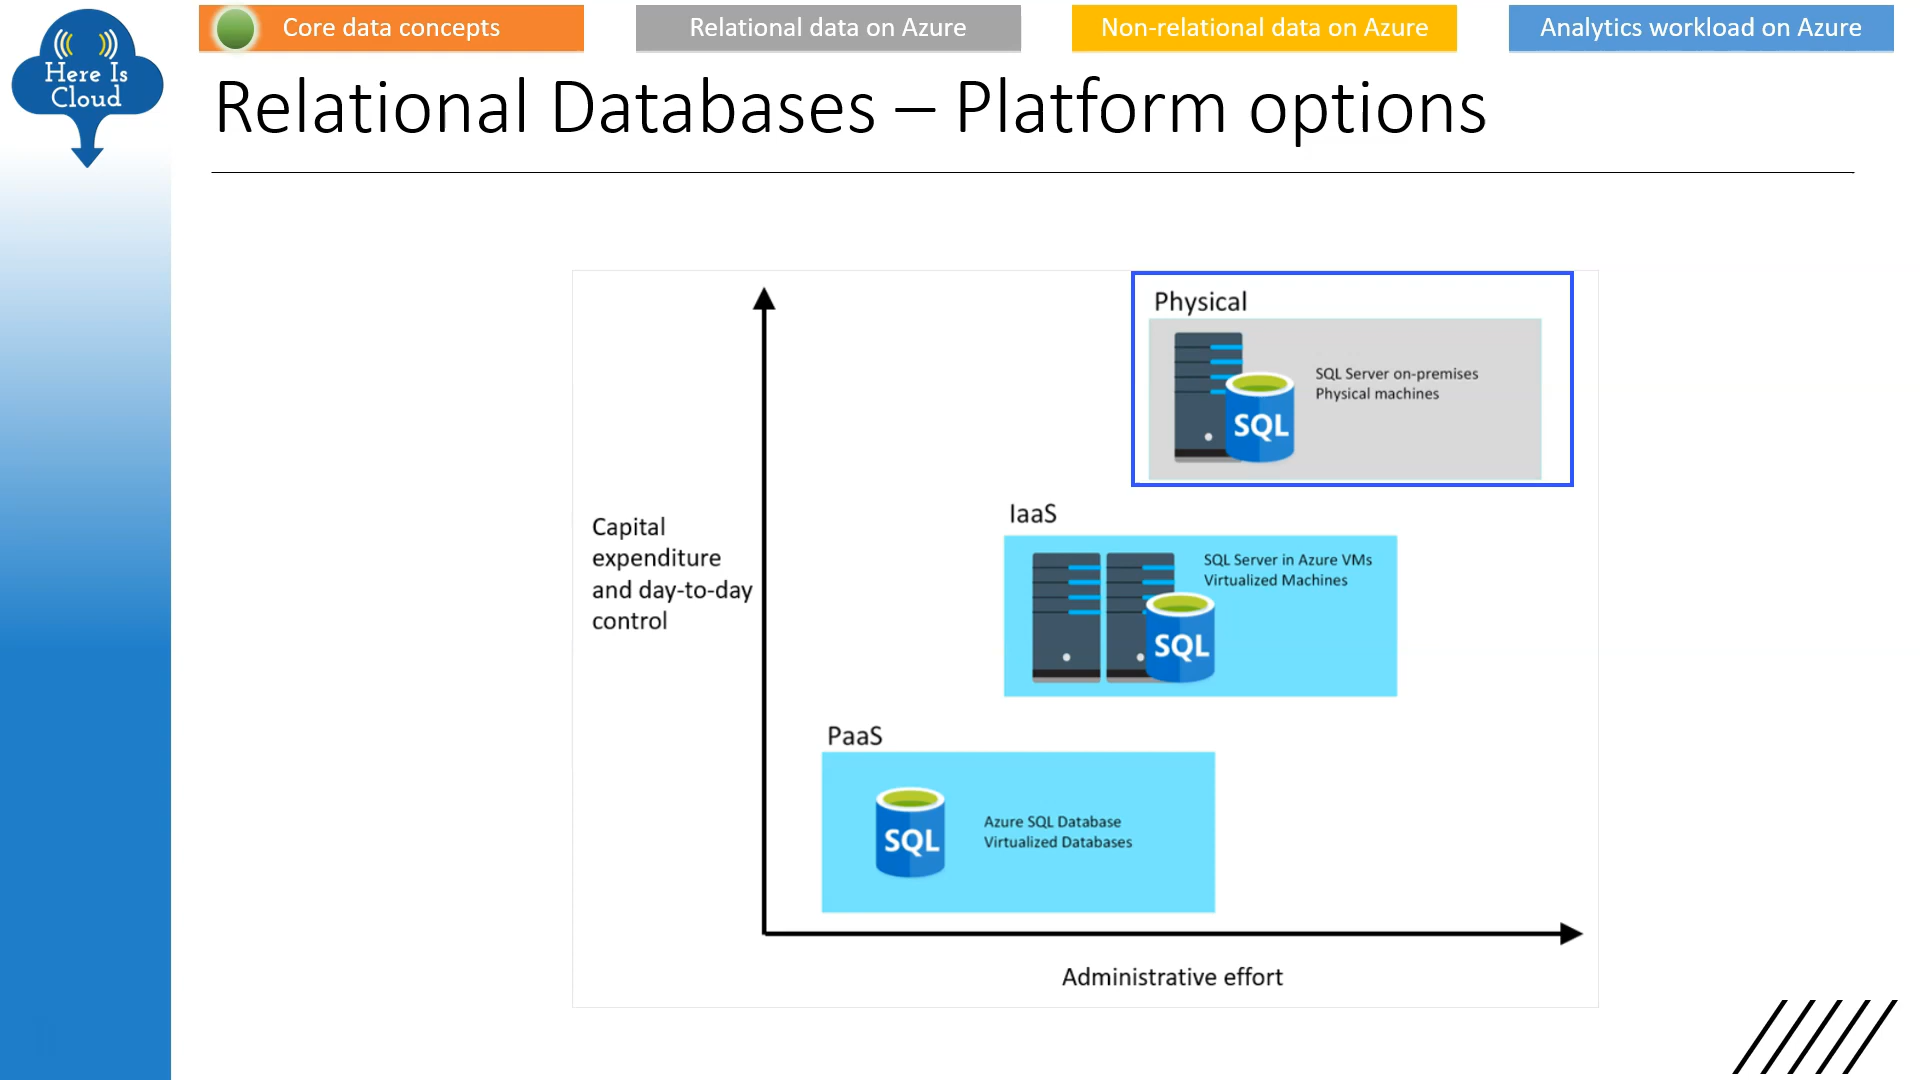 Here Is
Cloud
Core data concepts
Relational data on Azure
Non-relational data on Azure
Analytics workload on Azure
Relational Databases – Platform options
Physical
SQL Server on-premises
Physical machines
SQL
IaaS
SQL Server in Azure VMs
Virtualized Machines
SQL
Capital
expenditure
and day-to-day
control
PaaS
SQL
Azure SQL Database
Virtualized Databases
Administrative effort